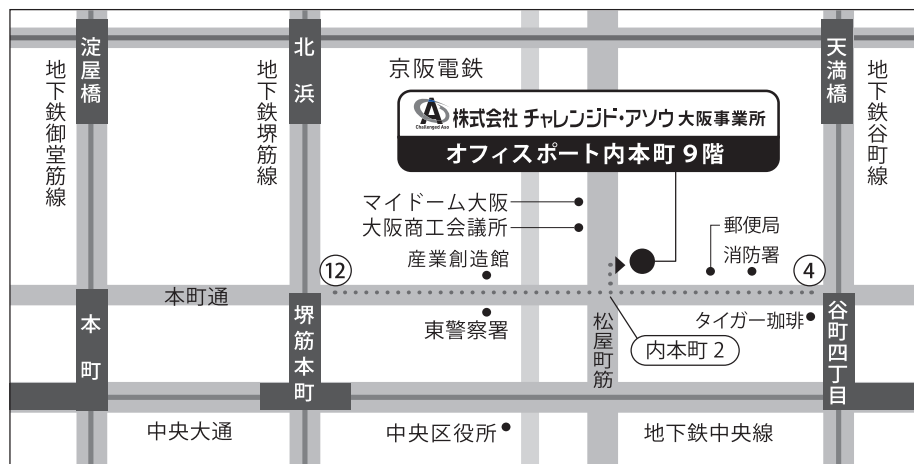 淀屋橋
北浜
天満橋
地下鉄御堂筋線
地下鉄堺筋線
京阪電鉄
地下鉄谷町線
A
Challenged Aso
株式会社 チャレンジド・アソウ 大阪事業所
オフィスポート内本町 9階
マイドーム大阪
大阪商工会議所
産業創造館
郵便局
消防署
12
4
本町通
本町
堺筋本町
東警察署
松屋町筋
内本町 2
タイガー珈琲
谷町四丁目
中央大通
中央区役所
地下鉄中央線